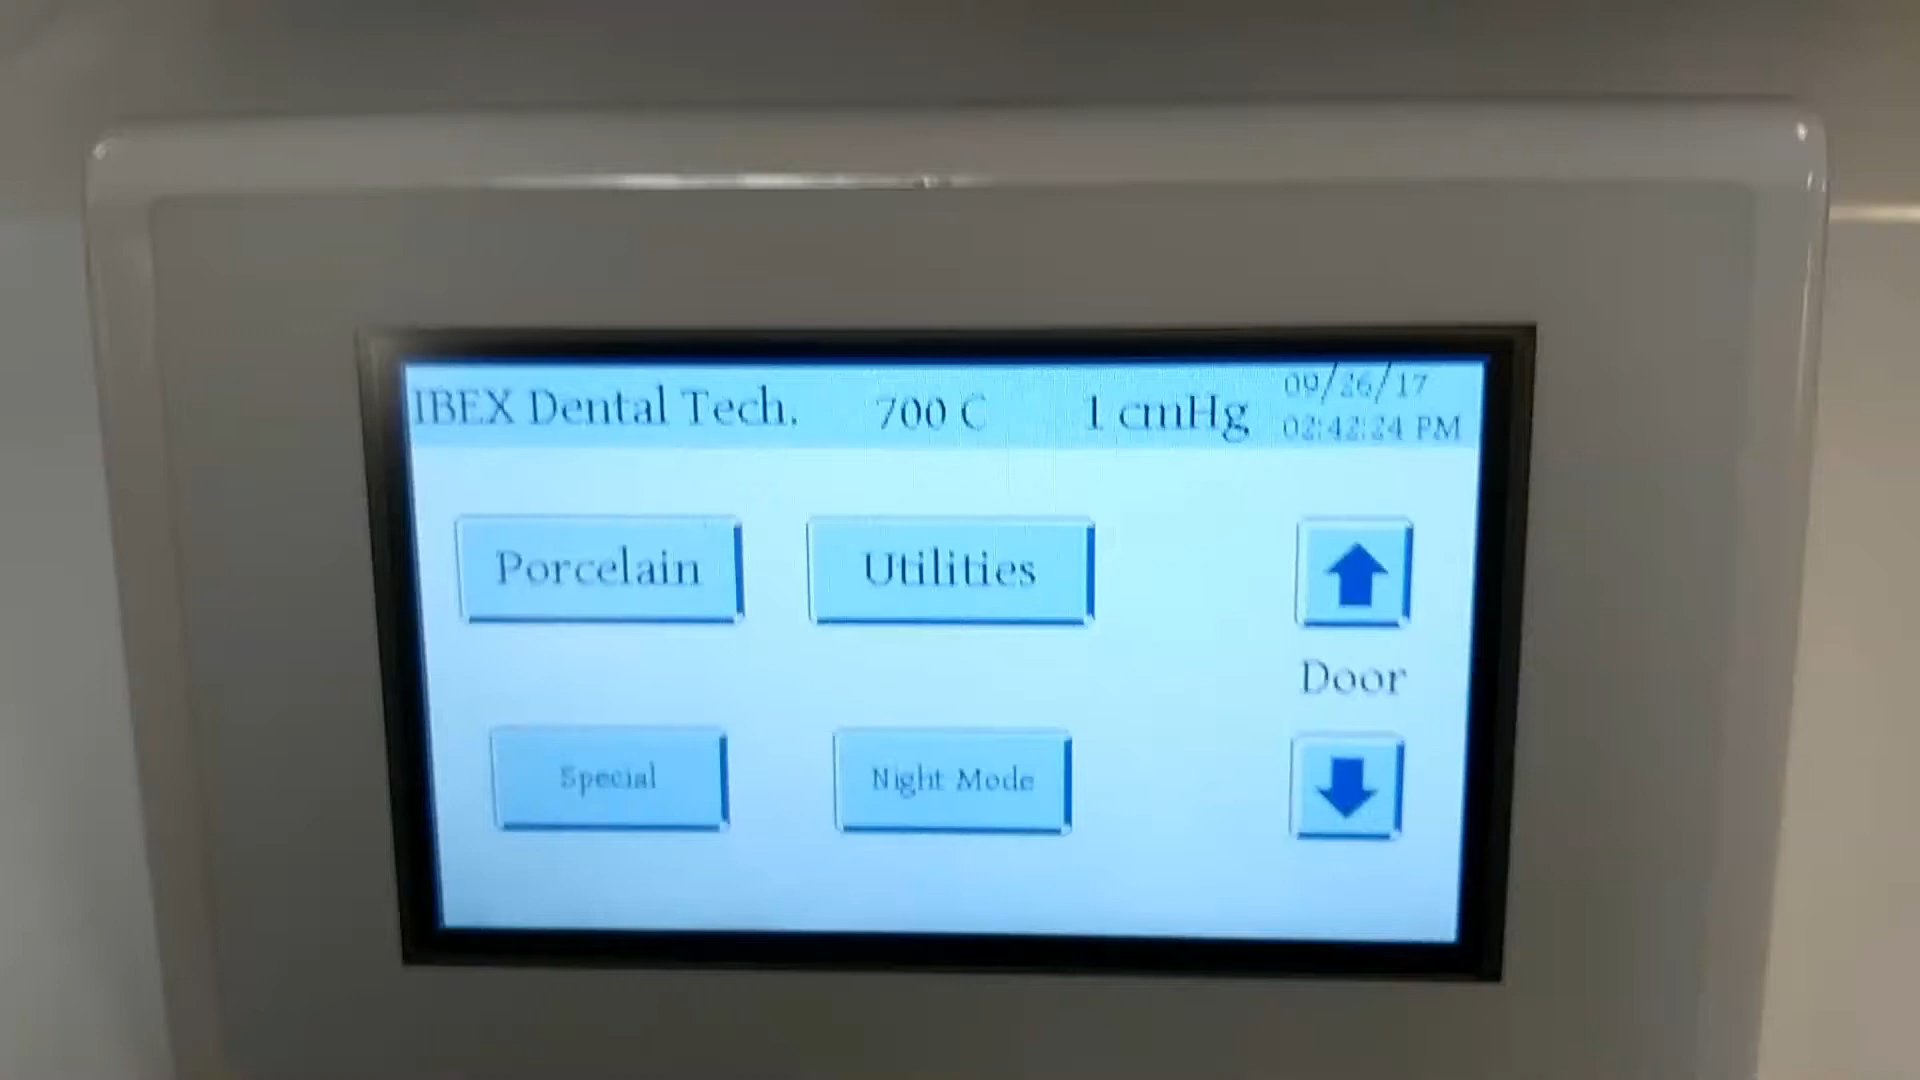 IBEX Dental Tech. 700 C 1 cmHg 09/26/17
02:42:24 PM
Porcelain Utilities
Door
Special Night Mode